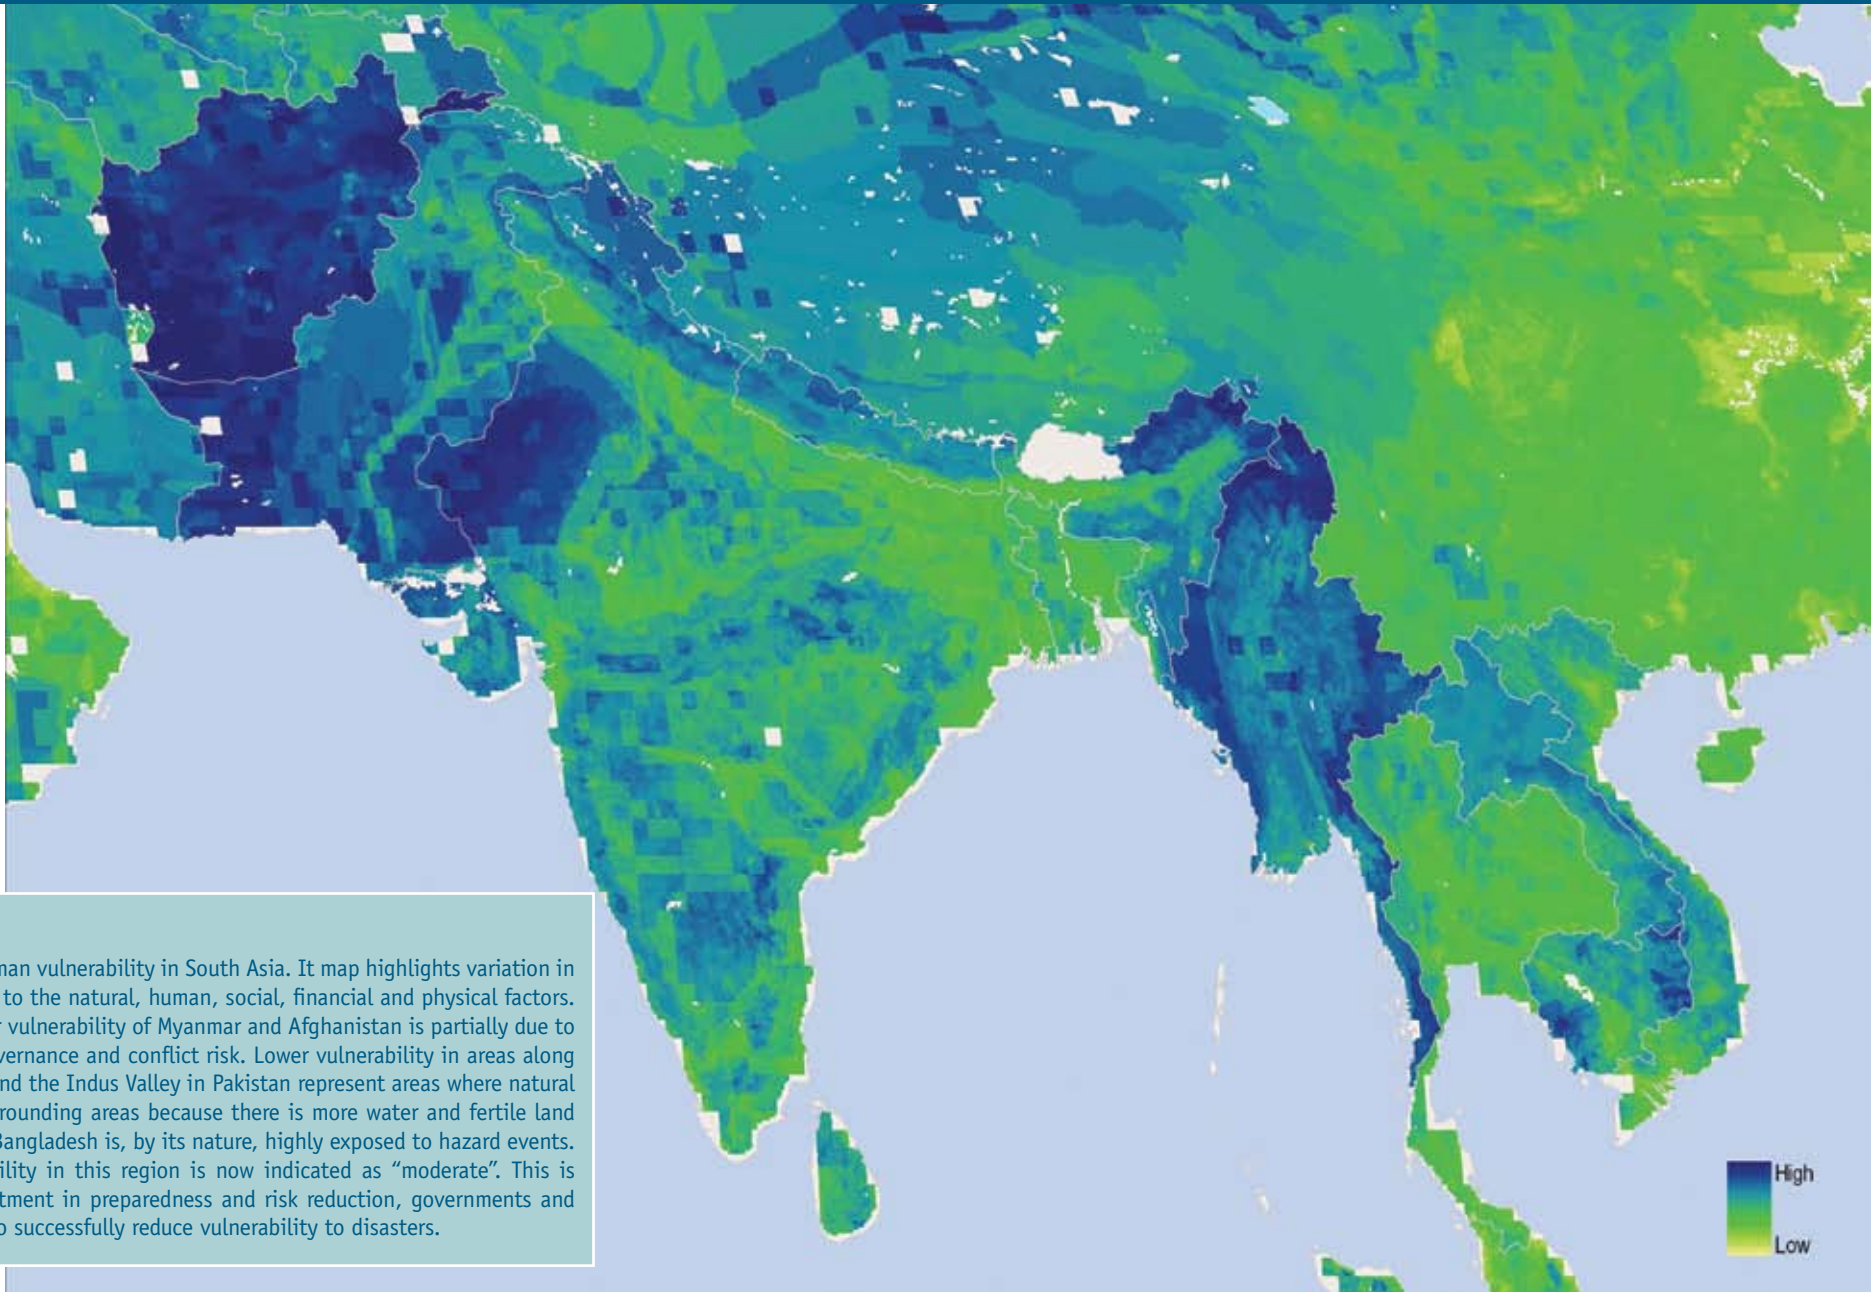 man vulnerability in South Asia. It map highlights variation in
to the natural, human, social, financial and physical factors.
vulnerability of Myanmar and Afghanistan is partially due to
vernance and conflict risk. Lower vulnerability in areas along
nd the Indus Valley in Pakistan represent areas where natural
rounding areas because there is more water and fertile land
Bangladesh is, by its nature, highly exposed to hazard events.
ility in this region is now indicated as “moderate”. This is
tment in preparedness and risk reduction, governments and
o successfully reduce vulnerability to disasters.
High
Low